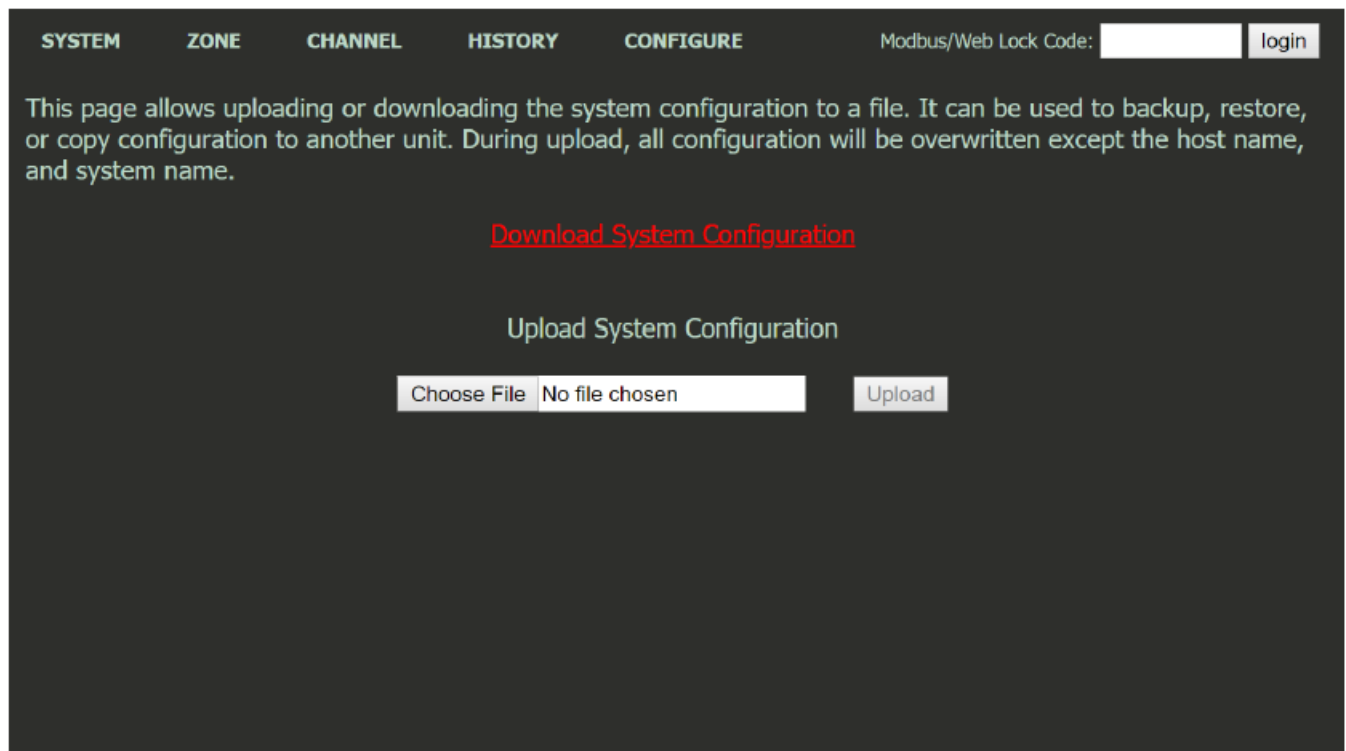 SYSTEM ZONE CHANNEL HISTORY CONFIGURE Modbus/Web Lock Code: login
This page allows uploading or downloading the system configuration to a file. It can be used to backup, restore,
or copy configuration to another unit. During upload, all configuration will be overwritten except the host name,
and system name.
Download System Configuration
Upload System Configuration
Choose File No file chosen Upload